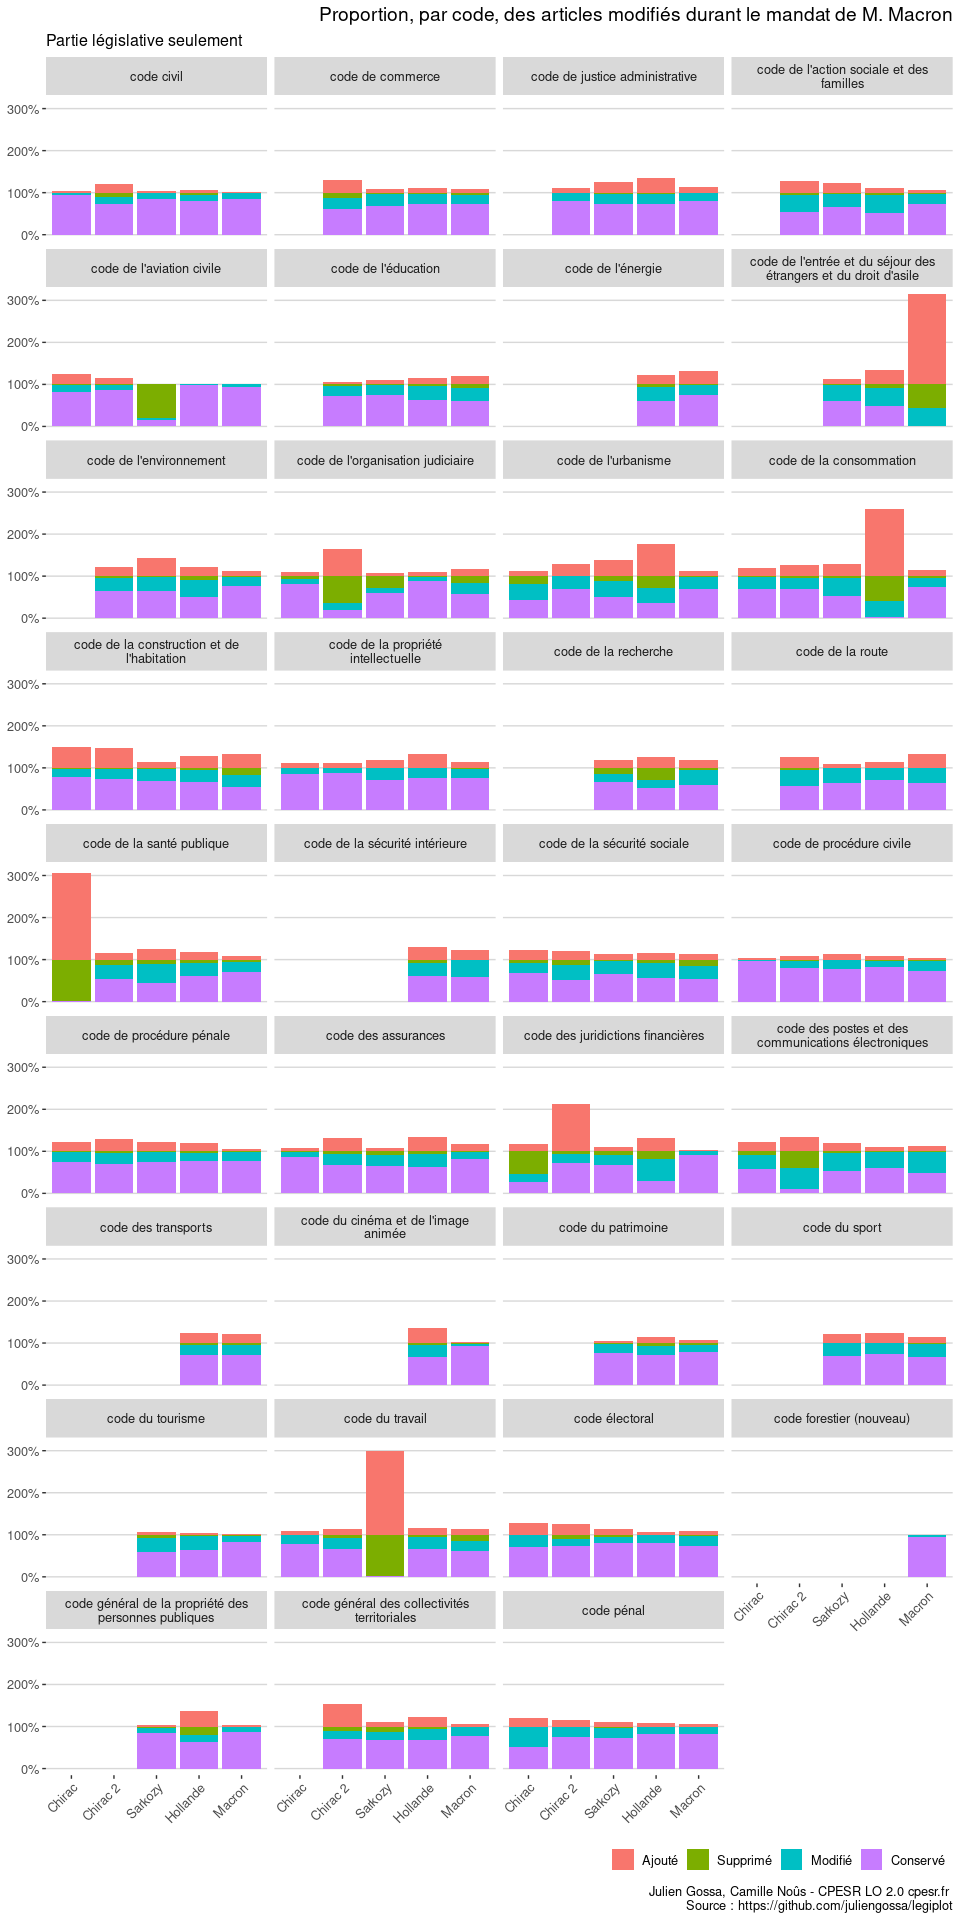 Proportion, par code, des articles modifiés durant le mandat de M. Macron
Partie législative seulement
code civil
code de commerce
code de justice administrative
code de l'action sociale et des
familles
300%
200%
100%
0%
code de l'aviation civile
code de l'éducation
code de l'énergie
code de l'entrée et du séjour des
étrangers et du droit d'asile
300%
200%
100%
0%
code de l'environnement
code de l'organisation judiciaire
code de l'urbanisme
code de la consommation
300%
200%
100%
0%
code de la construction et de
l'habitation
code de la propriété
intellectuelle
code de la recherche
code de la route
300%
200%
100%
0%
code de la santé publique
code de la sécurité intérieure
code de la sécurité sociale
code de procédure civile
300%
200%
100%
0%
code de procédure pénale
code des assurances
code des juridictions financières
code des postes et des
communications électroniques
300%
200%
100%
0%
code des transports
code du cinéma et de l'image
animée
code du patrimoine
code du sport
300%
200%
100%
0%
code du tourisme
code du travail
code électoral
code forestier (nouveau)
300%
200%
100%
0%
Chirac
Chirac 2
Sarkozy
Hollande
Macron
code général de la propriété des
personnes publiques
code général des collectivités
territoriales
code pénal
300%
200%
100%
0%
Chirac
Chirac 2
Sarkozy
Hollande
Macron
Chirac
Chirac 2
Sarkozy
Hollande
Macron
Chirac
Chirac 2
Sarkozy
Hollande
Macron
Ajouté
Supprimé
Modifié
Conservé
Julien Gossa, Camille Noûs - CPESR LO 2.0 cpesr.fr
Source : https://github.com/juliengossa/legiplot